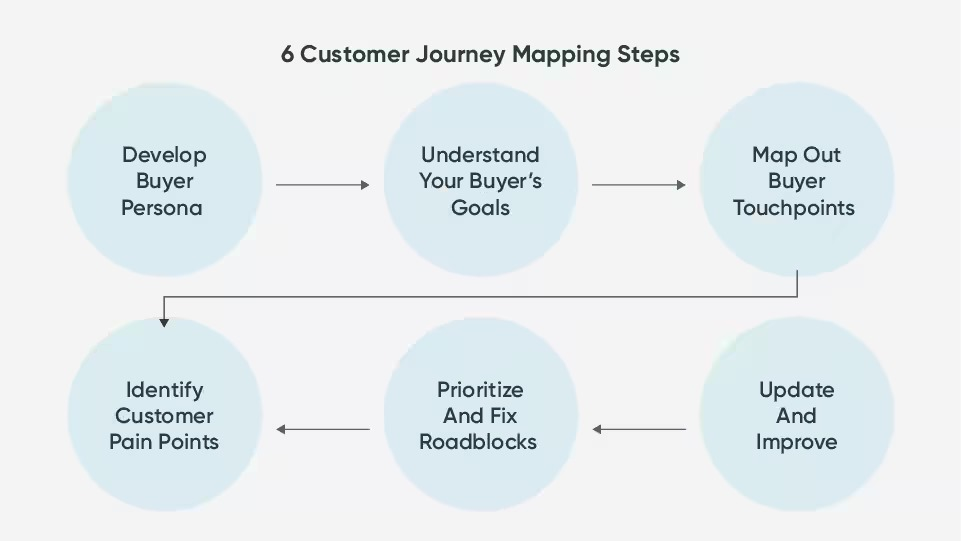 6 Customer Journey Mapping Steps
Develop
Buyer
Persona
Understand
Your Buyer's
Goals
Map Out
Buyer
Touchpoints
Identify
Customer
Pain Points
Prioritize
And Fix
Roadblocks
Update
And
Improve